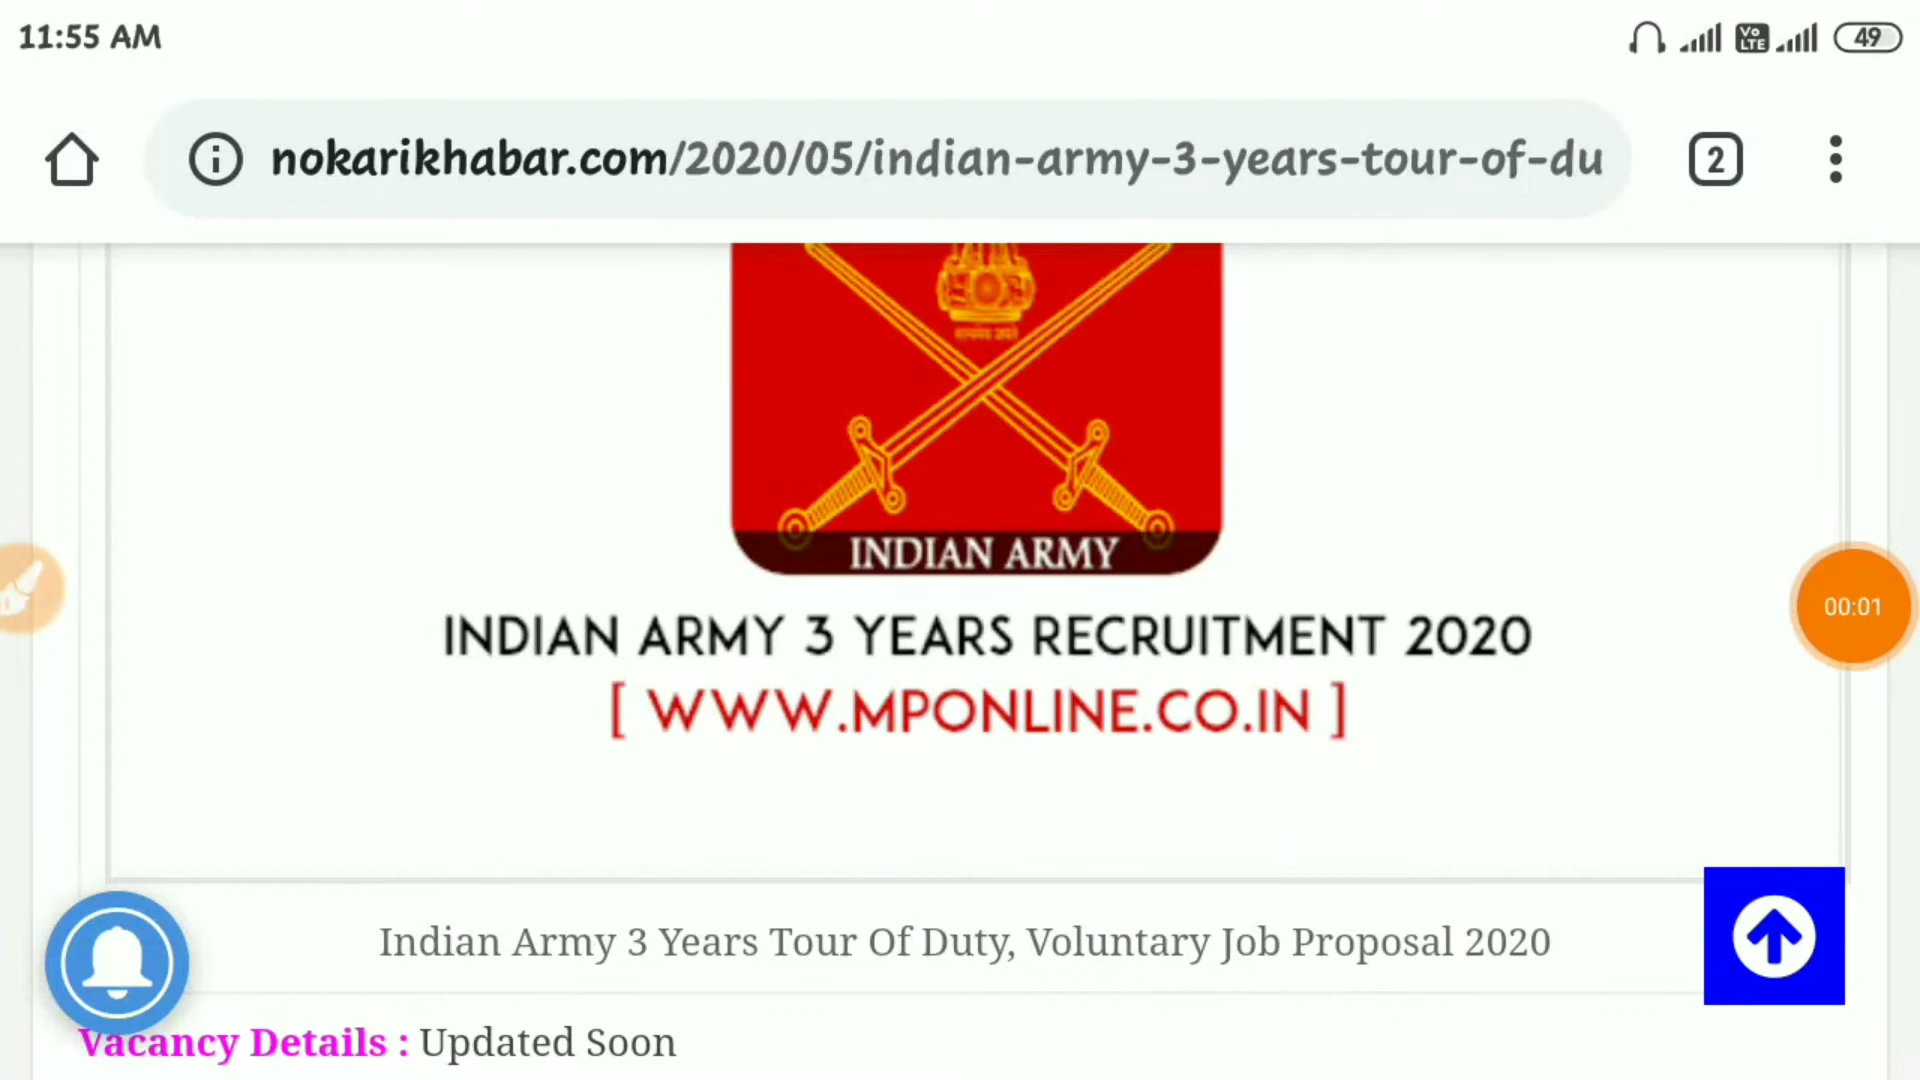 11:55 AM
Vo LTE
49
nokarikhabar.com/2020/05/indian-army-3-years-tour-of-du
2
INDIAN ARMY
00:01
INDIAN ARMY 3 YEARS RECRUITMENT 2020
[ WWW.MPONLINE.CO.IN ]
Indian Army 3 Years Tour Of Duty, Voluntary Job Proposal 2020
Vacancy Details : Updated Soon